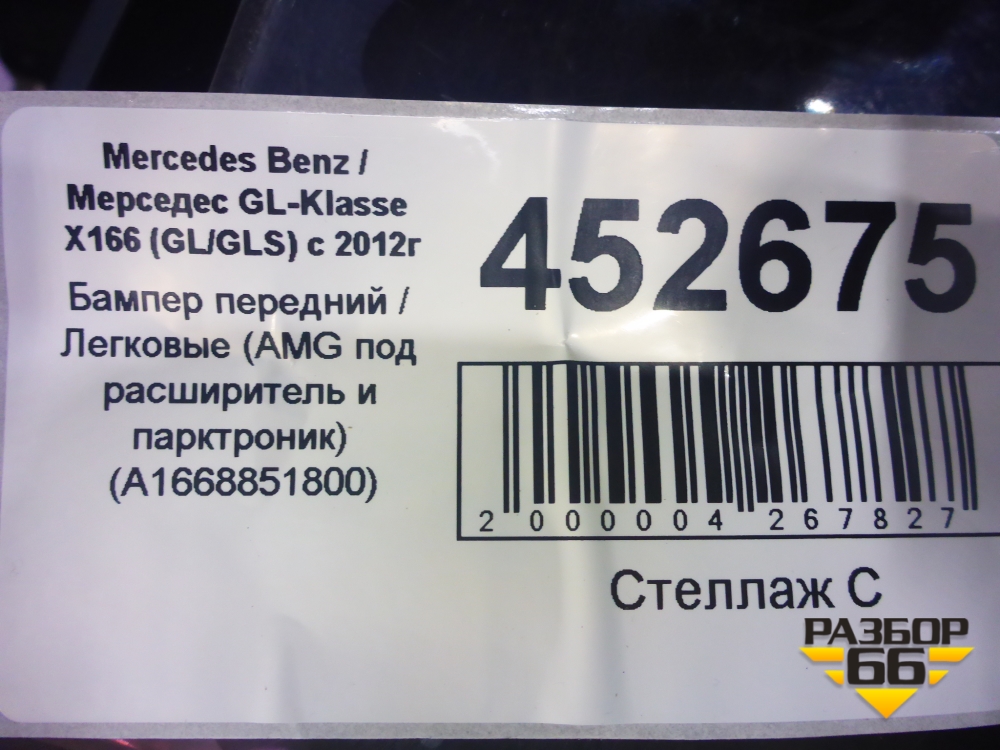 Mercedes Benz /
Мерседес GL-Klasse
X166 (GL/GLS) с 2012г
Бампер передний /
Легковые (AMG под
расширитель и
парктроник)
(A1668851800)
452675
2 000004 267827
Стеллаж С
РАЗБОР
66